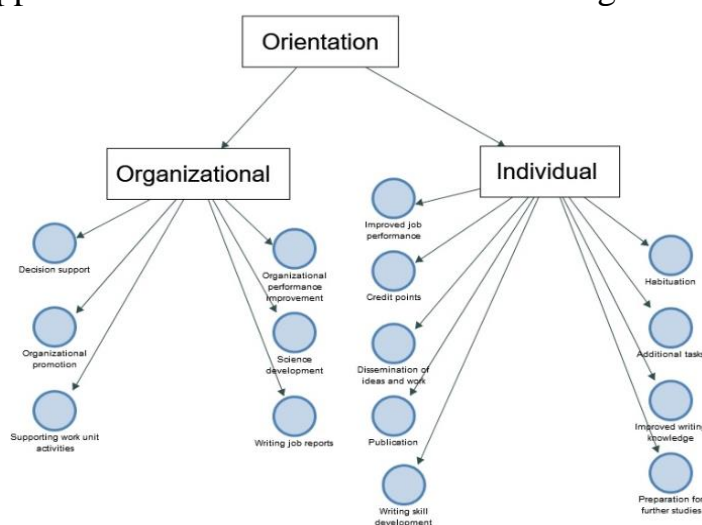 Orientation
Organizational
Individual
Decision support
Organizational
promotion
Supporting work unit
activities
Organizational
performance
improvement
Science
development
Writing job reports
Improved job
performance
Credit points
Dissemination of
ideas and work
Publication
Writing skill
development
Habituation
Additional tasks
Improved writing
knowledge
Preparation for
further studies